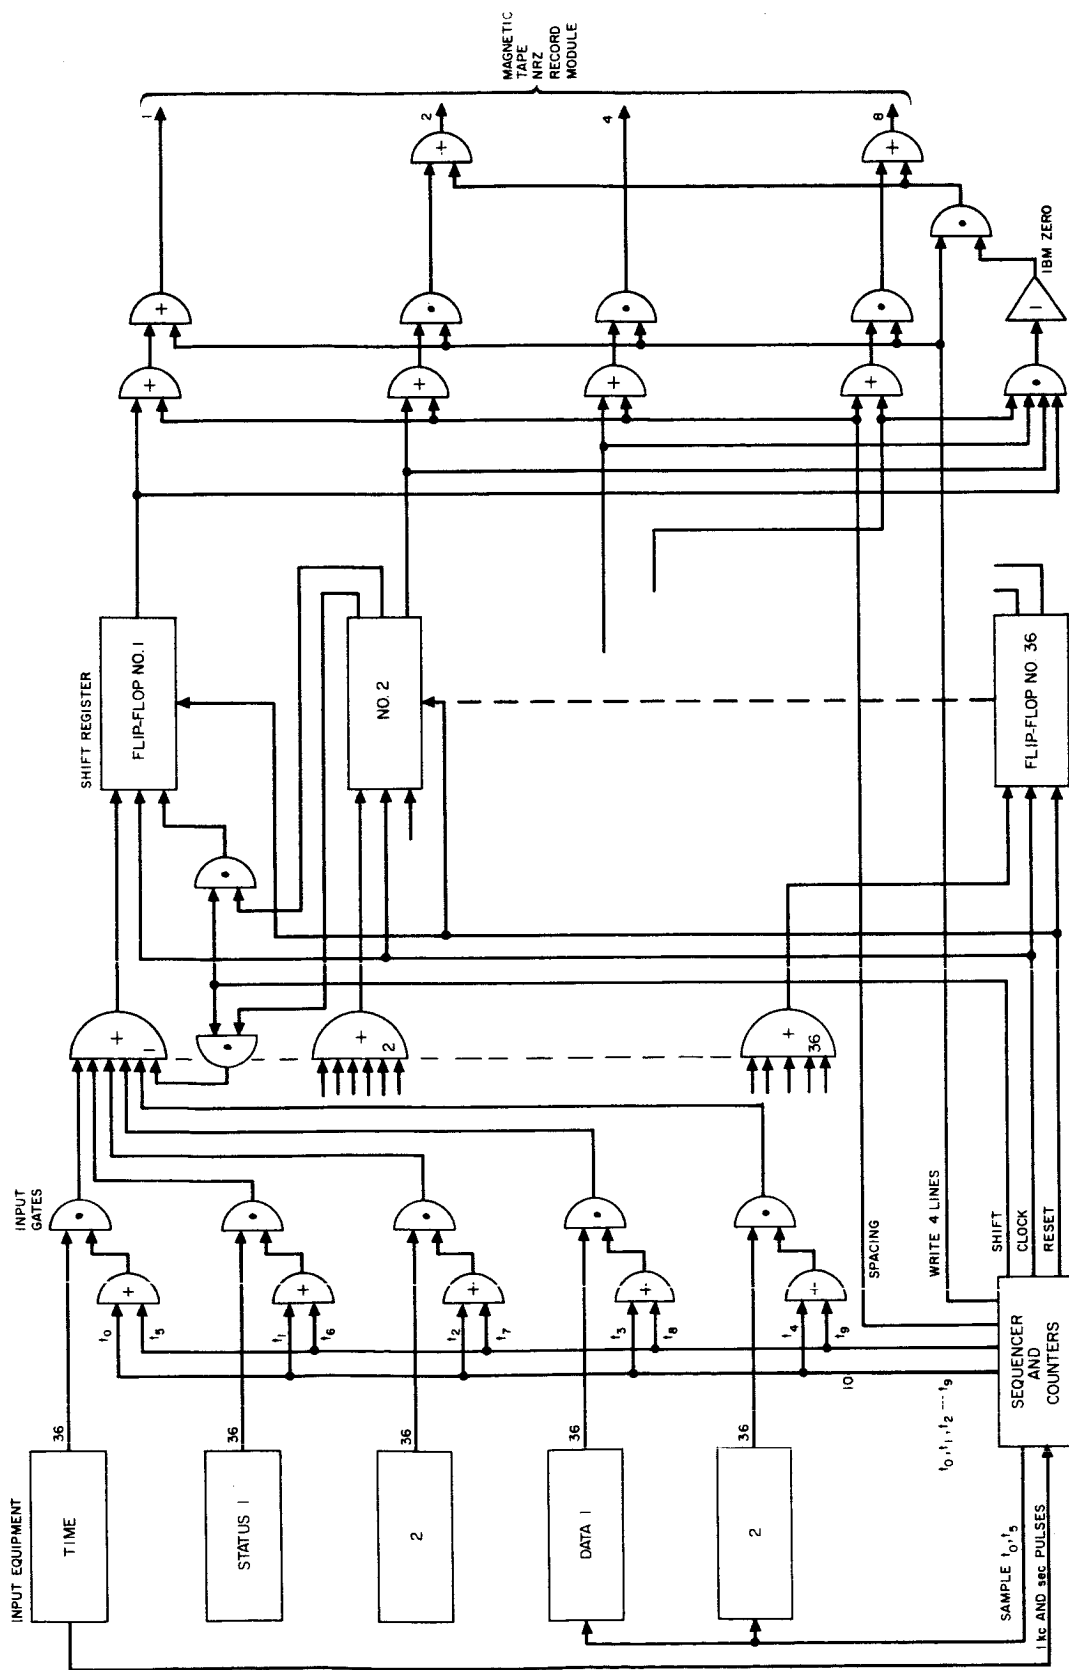 INPUT EQUIPMENT
TIME
36
STATUS 1
36
2
36
DATA 1
36
2
36
SAMPLE t0, t5
1 kc AND sec PULSES
t0, t1, t2 --- t9
10
SEQUENCER
AND
COUNTERS
INPUT
GATES
t0
t5
+
•
t1
t6
+
•
t2
t7
+
•
t3
t8
+
•
t4
t9
+
•
SPACING
WRITE 4 LINES
SHIFT
CLOCK
RESET
+
1
•
•
+
2
+
36
SHIFT REGISTER
FLIP-FLOP NO. 1
NO. 2
FLIP-FLOP NO 36
+
+
+
+
•
+
•
•
•
–
IBM ZERO
•
+
+
1
2
4
8
MAGNETIC
TAPE
NRZ
RECORD
MODULE